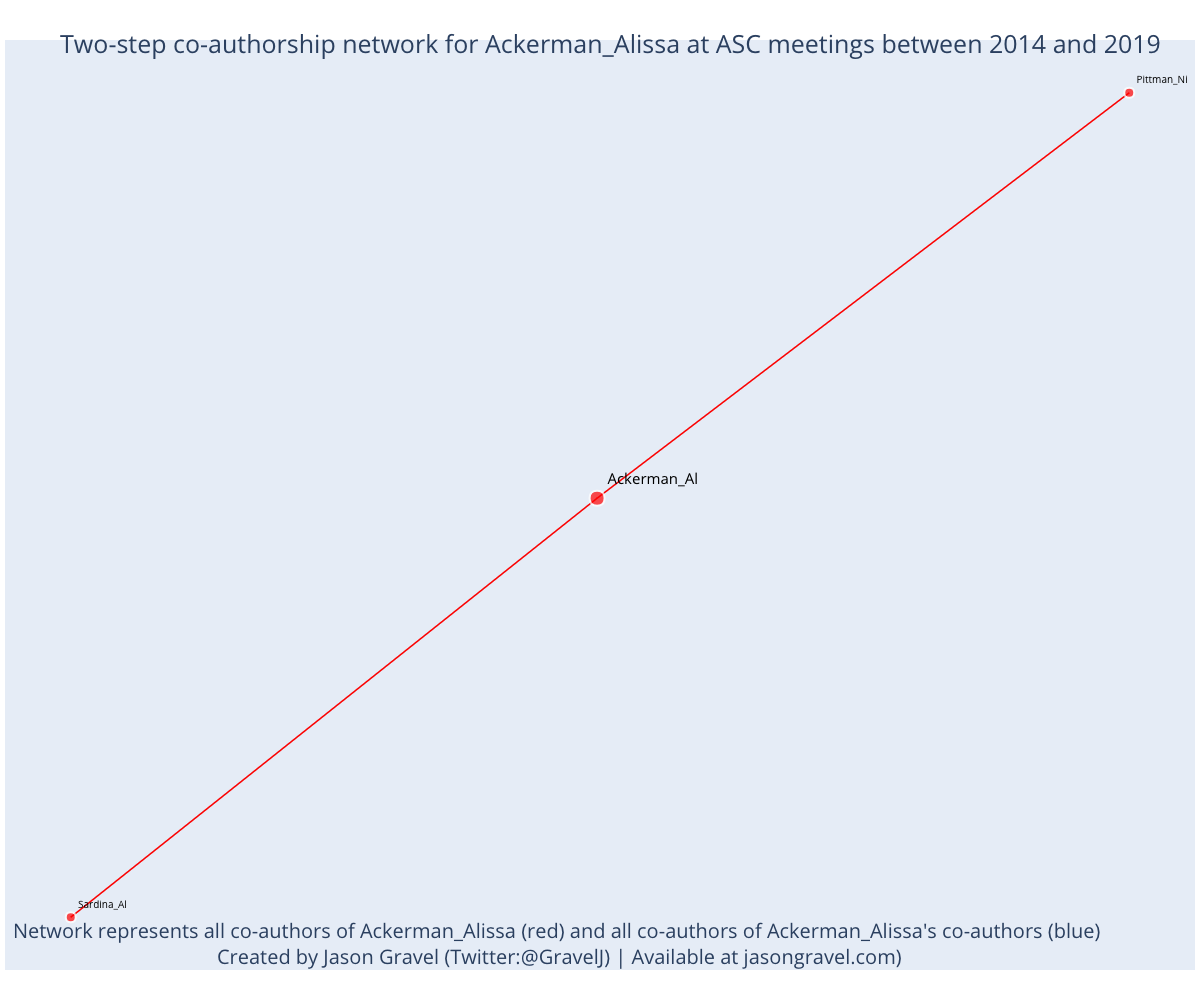 Two-step co-authorship network for Ackerman_Alissa at ASC meetings between 2014 and 2019
Pittman_Ni
Ackerman_Al
Sardina_Al
Network represents all co-authors of Ackerman_Alissa (red) and all co-authors of Ackerman_Alissa's co-authors (blue)
Created by Jason Gravel (Twitter:@GravelJ) | Available at jasongravel.com)